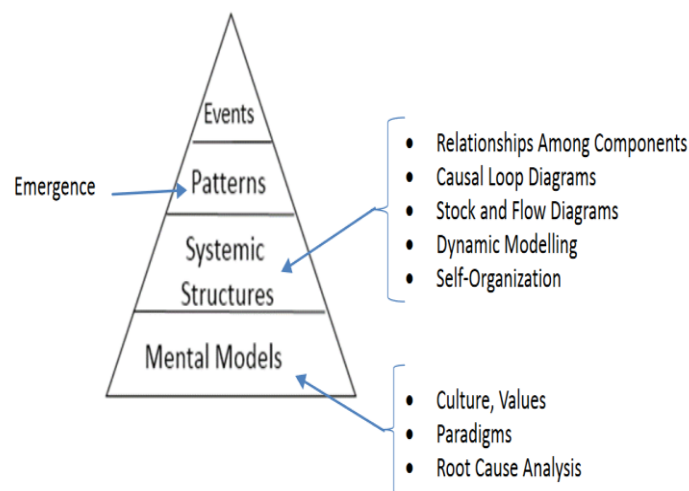 Events
Emergence
Patterns
Systemic
Structures
Mental Models
• Relationships Among Components
• Causal Loop Diagrams
• Stock and Flow Diagrams
• Dynamic Modelling
• Self-Organization
• Culture, Values
• Paradigms
• Root Cause Analysis